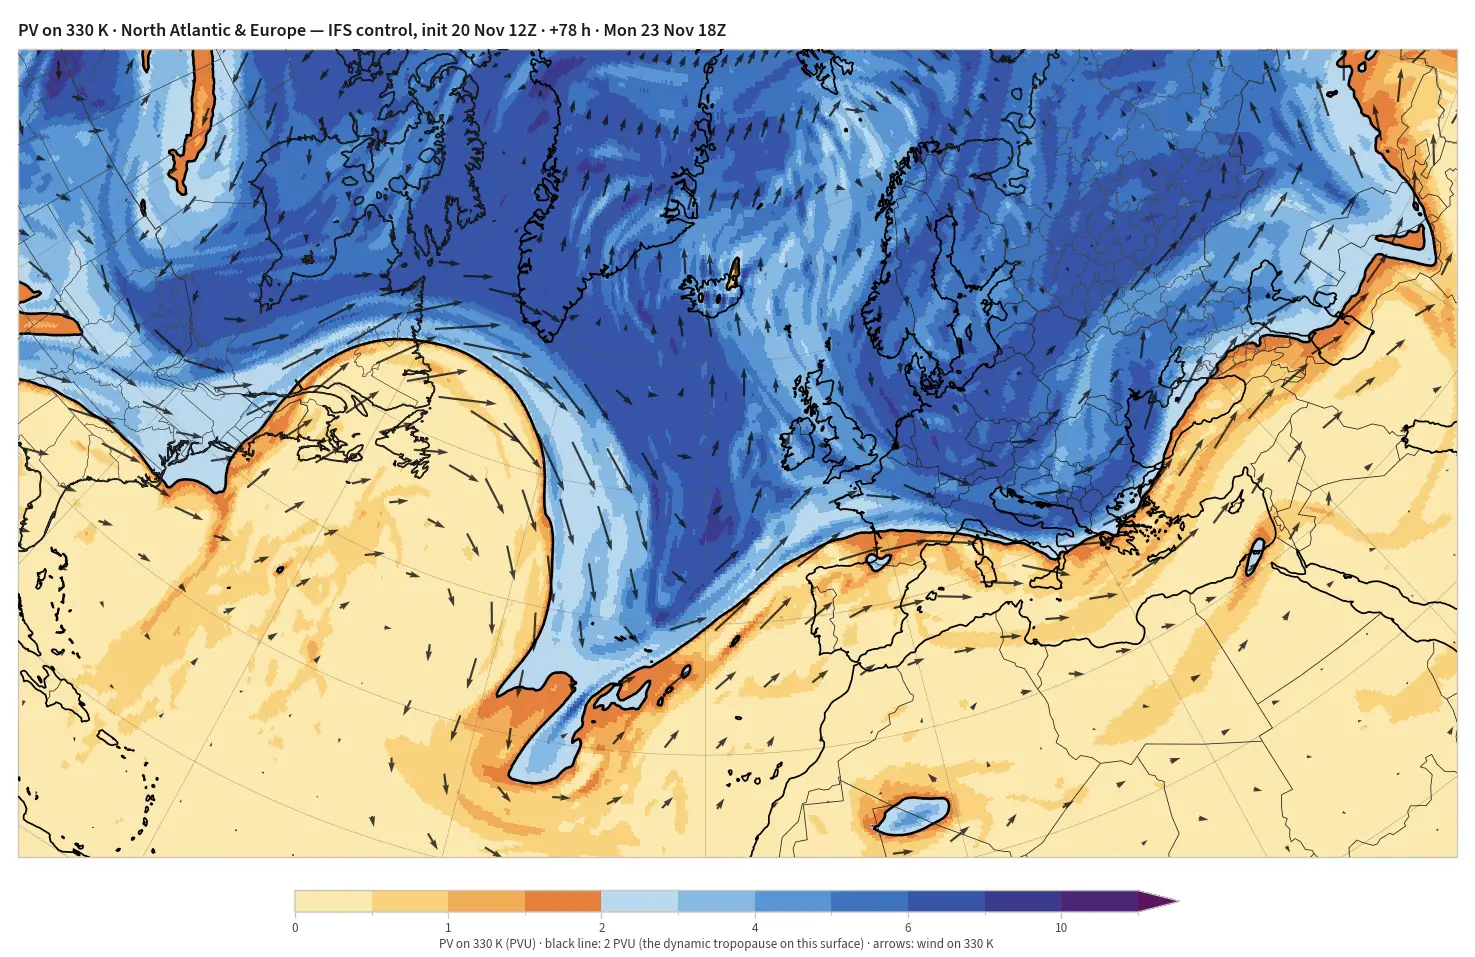 PV on 330 K · North Atlantic & Europe — IFS control, init 20 Nov 12Z · +78 h · Mon 23 Nov 18Z
0 1 2 4 6 10
PV on 330 K (PVU) · black line: 2 PVU (the dynamic tropopause on this surface) · arrows: wind on 330 K